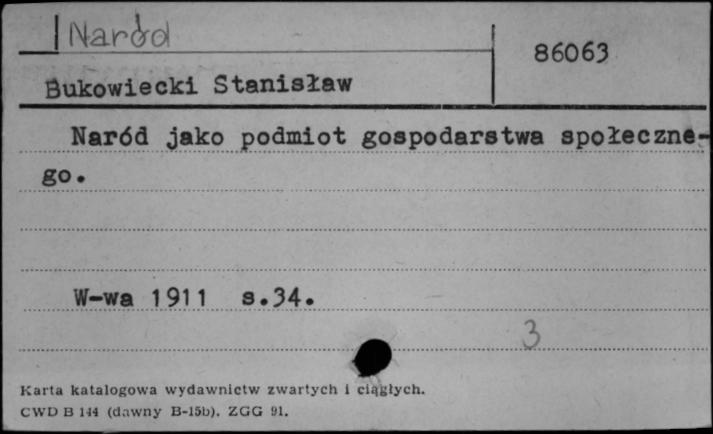 Naród
86063
Bukowiecki Stanisław
Naród jako podmiot gospodarstwa społeczne-
go.
W-wa 1911 s.34.
3
Karta katalogowa wydawnictw zwartych i ciągłych.
CWD B 144 (dawny B-15b). ZGG 91.